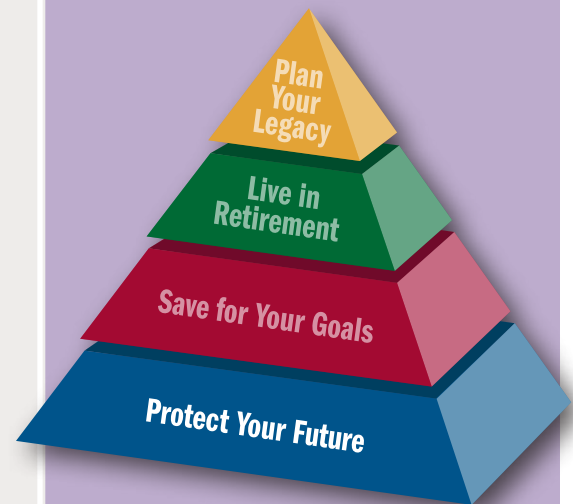 Plan
Your
Legacy
Live in
Retirement
Save for Your Goals
Protect Your Future